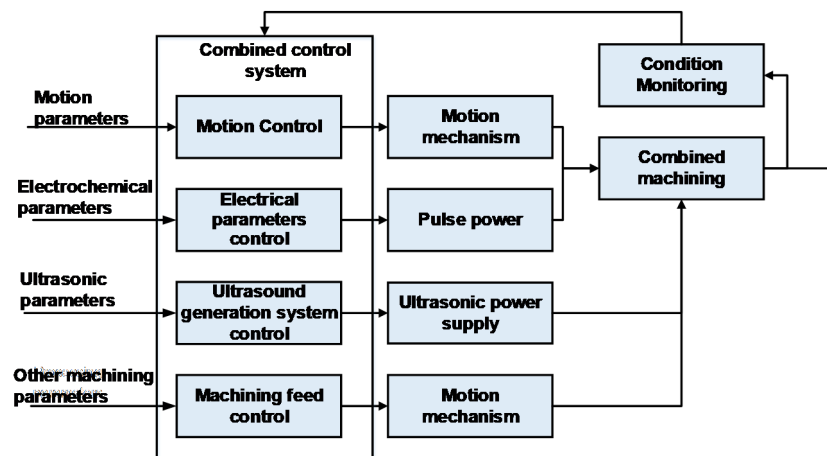 Combined control
system
Condition
Monitoring
Motion
parameters
Motion Control
Motion
mechanism
Combined
machining
Electrochemical
parameters
Electrical
parameters
control
Pulse power
Ultrasonic
parameters
Ultrasound
generation system
control
Ultrasonic power
supply
Other machining
parameters
Machining feed
control
Motion
mechanism